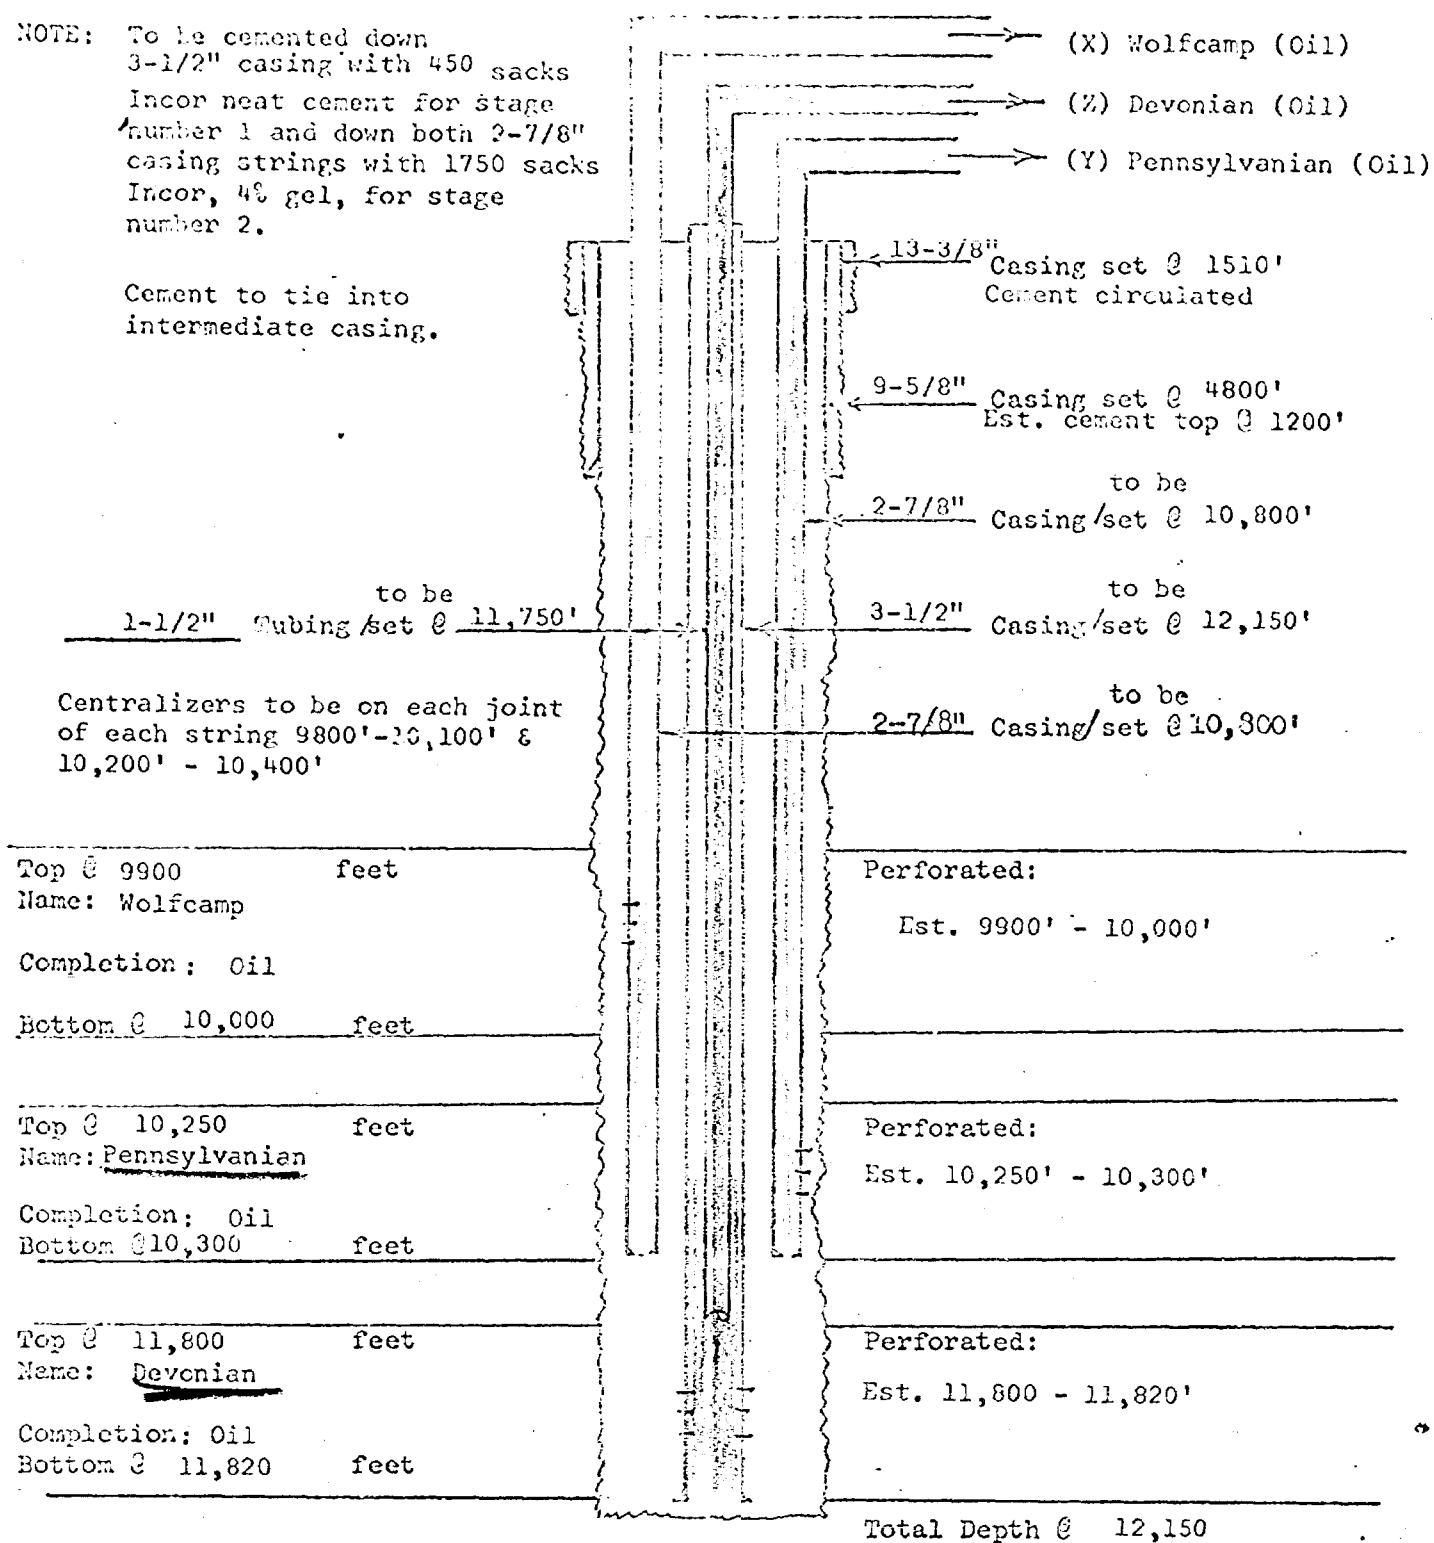 NOTE: To be cemented down
3-1/2" casing with 450 sacks
Incor neat cement for stage
number 1 and down both 2-7/8"
casing strings with 1750 sacks
Incor, 4% gel, for stage
number 2.
Cement to tie into
intermediate casing.
(X) Wolfcamp (Oil)
(Z) Devonian (Oil)
(Y) Pennsylvanian (Oil)
13-3/8" Casing set @ 1510'
Cement circulated
9-5/8" Casing set @ 4800'
Est. cement top @ 1200'
to be
2-7/8" Casing/set @ 10,800'
to be
1-1/2" Tubing/set @ 11,750'
to be
3-1/2" Casing/set @ 12,150'
to be
2-7/8" Casing/set @ 10,800'
Centralizers to be on each joint
of each string 9800'-10,100' &
10,200' - 10,400'
Top @ 9900 feet
Name: Wolfcamp
Completion: Oil
Bottom @ 10,000 feet
Perforated:
Est. 9900' - 10,000'
Top @ 10,250 feet
Name: Pennsylvanian
Completion: Oil
Bottom @ 10,300 feet
Perforated:
Est. 10,250' - 10,300'
Top @ 11,800 feet
Name: Devonian
Completion: Oil
Bottom @ 11,820 feet
Perforated:
Est. 11,800 - 11,820'
Total Depth @ 12,150